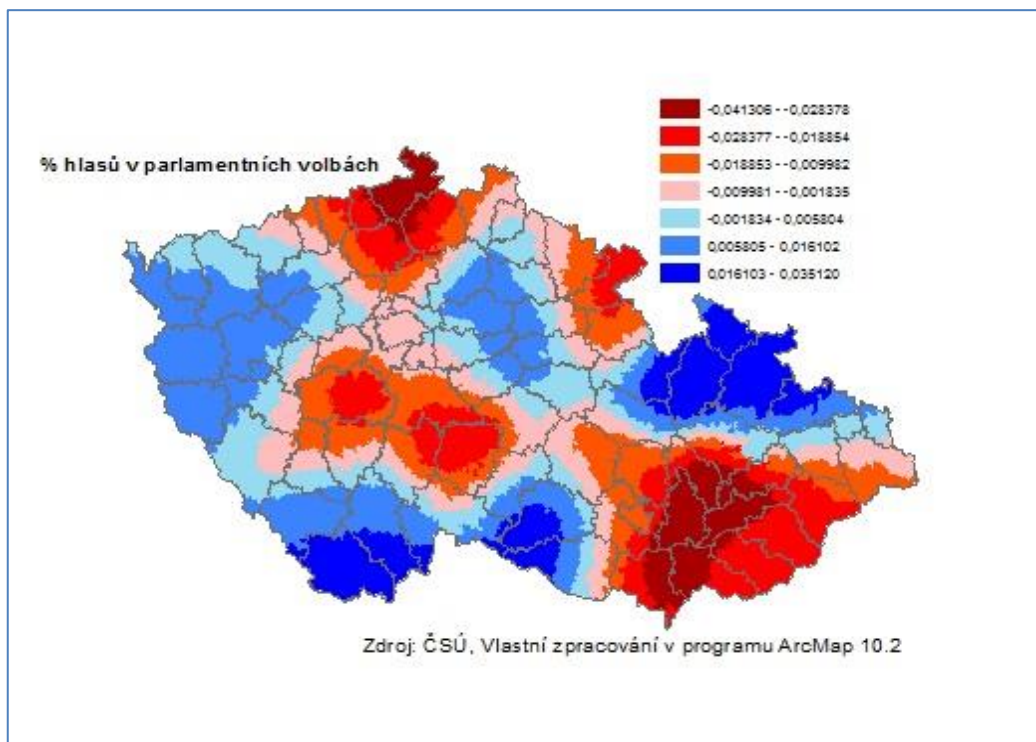 % hlasů v parlamentních volbách
-0,041306 - -0,028378
-0,028377 - -0,018854
-0,018853 - -0,009982
-0,009981 - -0,001835
-0,001834 - 0,005804
0,005805 - 0,016102
0,016103 - 0,035120
Zdroj: ČSÚ, Vlastní zpracování v programu ArcMap 10.2